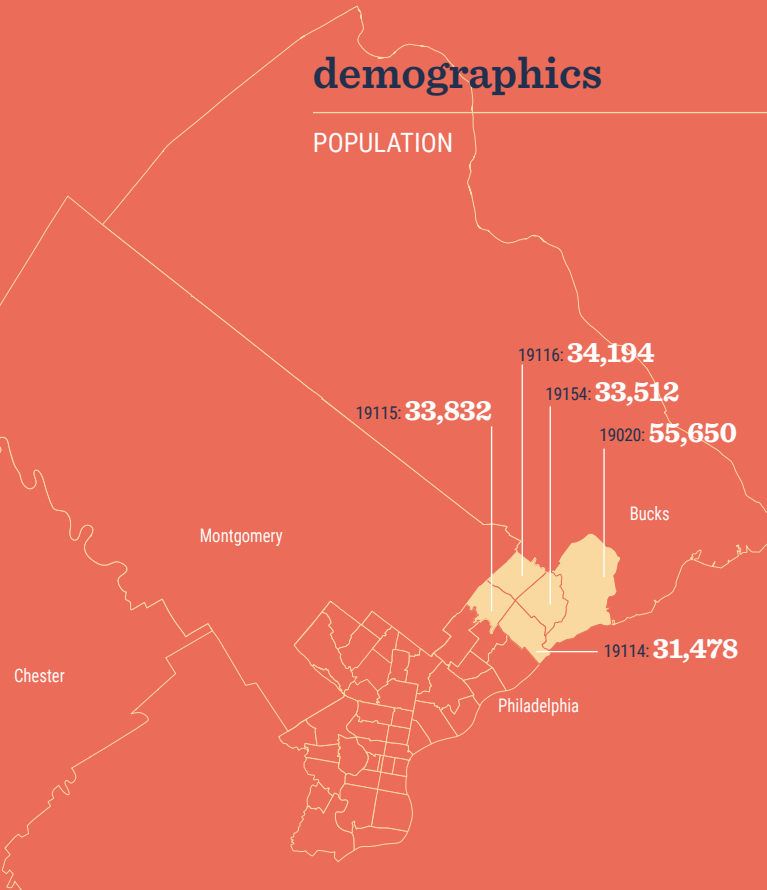 demographics
POPULATION
19116: 34,194
19154: 33,512
19115: 33,832
19020: 55,650
Bucks
Montgomery
19114: 31,478
Chester
Philadelphia